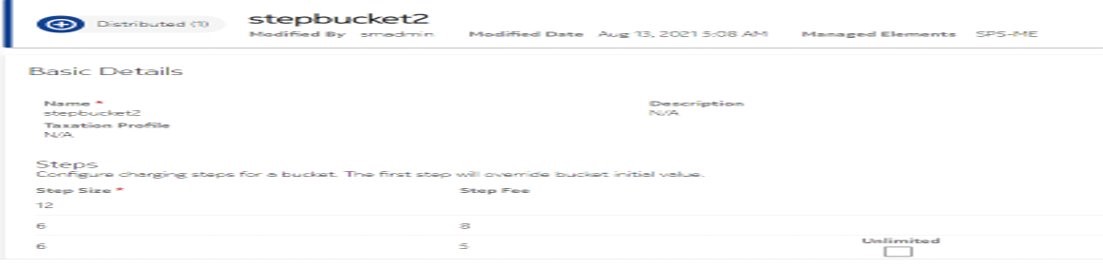 Distributed (1)
stepbucket2
Modified By smadmin Modified Date Aug 13, 2021 5:08 AM Managed Elements SPS-ME
Basic Details
Name * Description
stepbucket2 N/A
Taxation Profile
N/A
Steps
Configure charging steps for a bucket. The first step will override bucket initial value.
Step Size * Step Fee
12
6 8
Unlimited
6 5